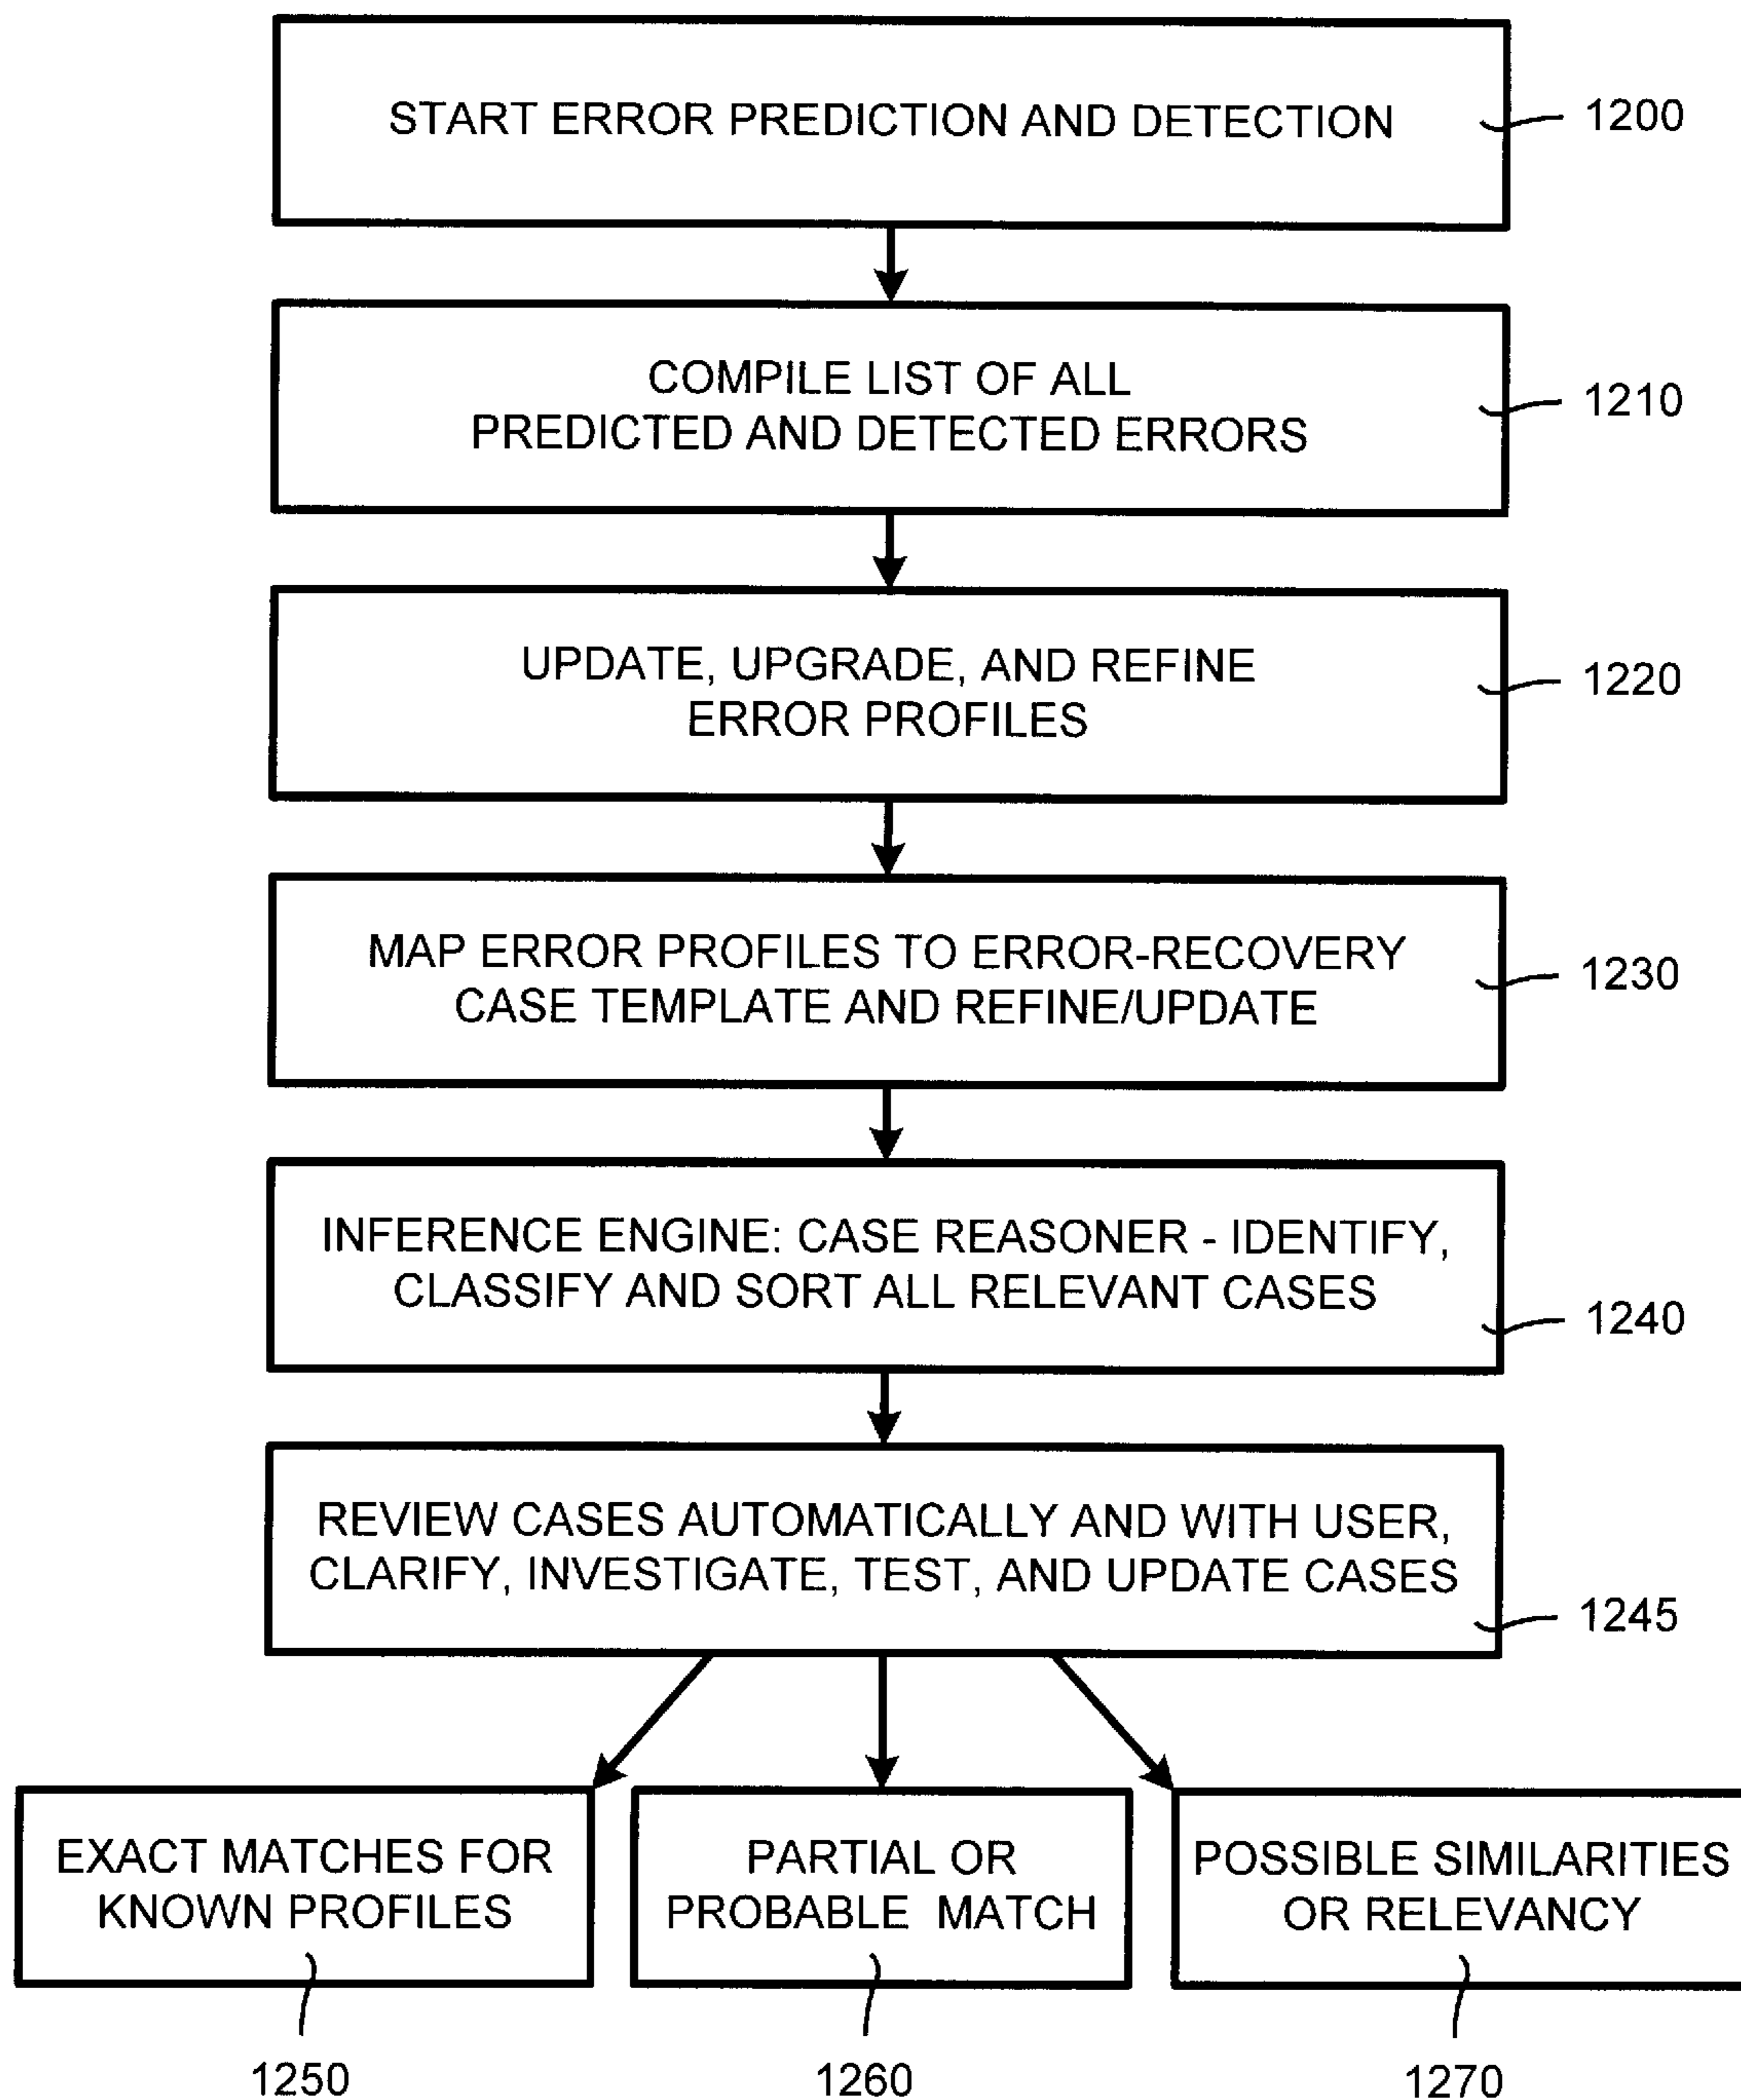 START ERROR PREDICTION AND DETECTION
1200
COMPILE LIST OF ALL
PREDICTED AND DETECTED ERRORS
1210
UPDATE, UPGRADE, AND REFINE
ERROR PROFILES
1220
MAP ERROR PROFILES TO ERROR-RECOVERY
CASE TEMPLATE AND REFINE/UPDATE
1230
INFERENCE ENGINE: CASE REASONER - IDENTIFY,
CLASSIFY AND SORT ALL RELEVANT CASES
1240
REVIEW CASES AUTOMATICALLY AND WITH USER,
CLARIFY, INVESTIGATE, TEST, AND UPDATE CASES
1245
EXACT MATCHES FOR
KNOWN PROFILES
1250
PARTIAL OR
PROBABLE MATCH
1260
POSSIBLE SIMILARITIES
OR RELEVANCY
1270